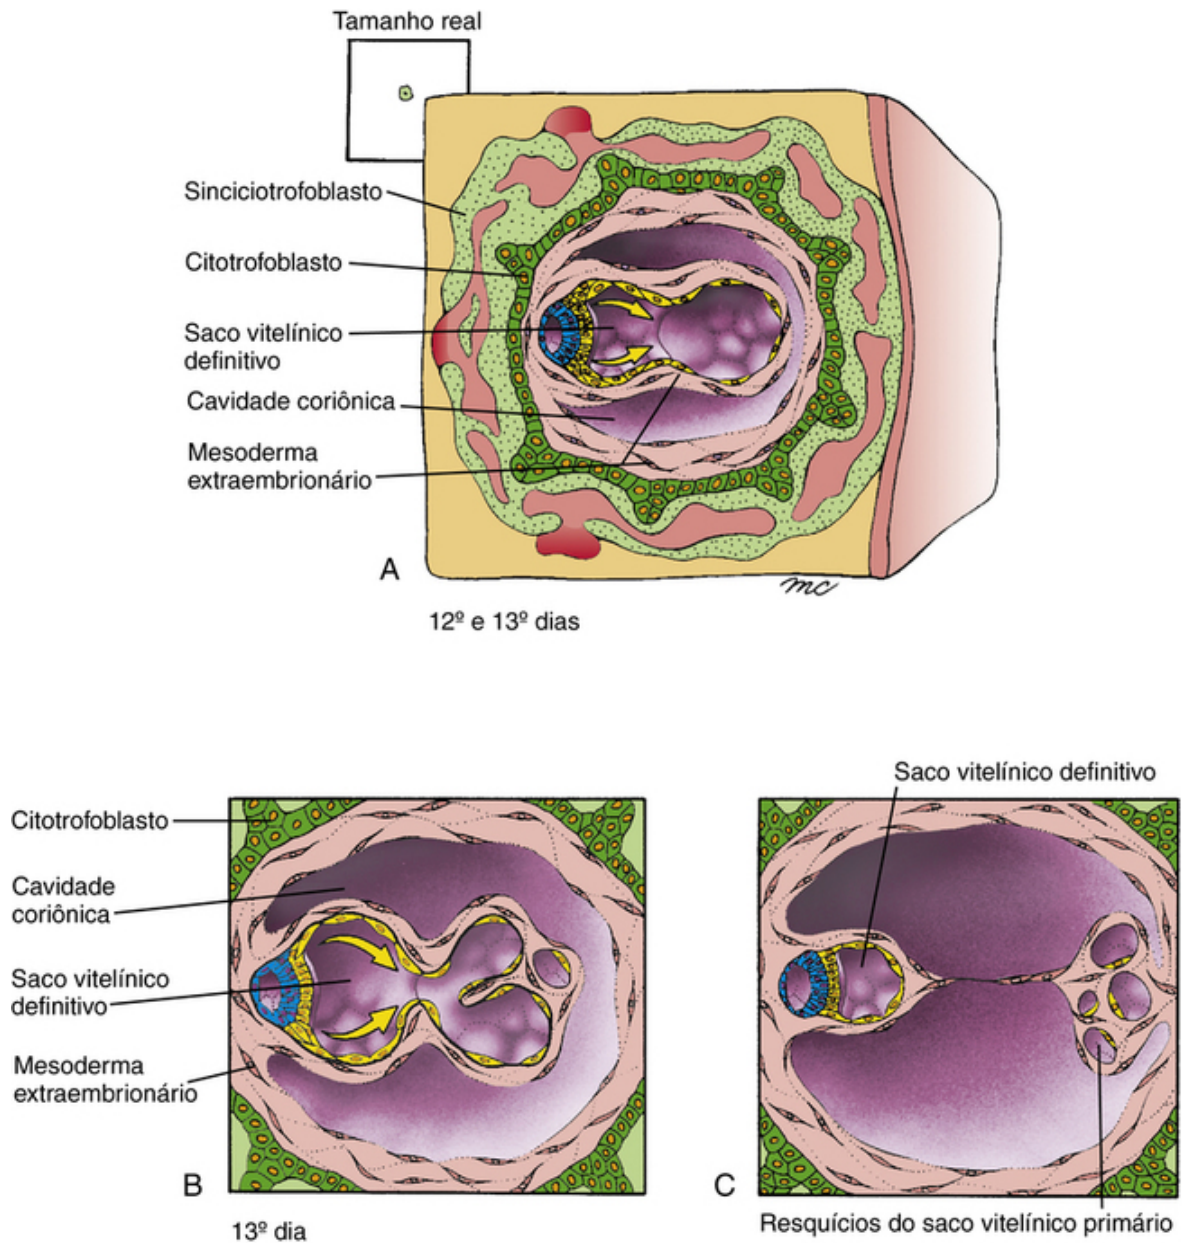 Tamanho real
Sinciciotrofoblasto
Citotrofoblasto
Saco vitelínico
definitivo
Cavidade coriônica
Mesoderma
extraembrionário
A
mc
12º e 13º dias
Saco vitelínico definitivo
Citotrofoblasto
Cavidade
coriônica
Saco vitelínico
definitivo
Mesoderma
extraembrionário
B
C
13º dia
Resquícios do saco vitelínico primário